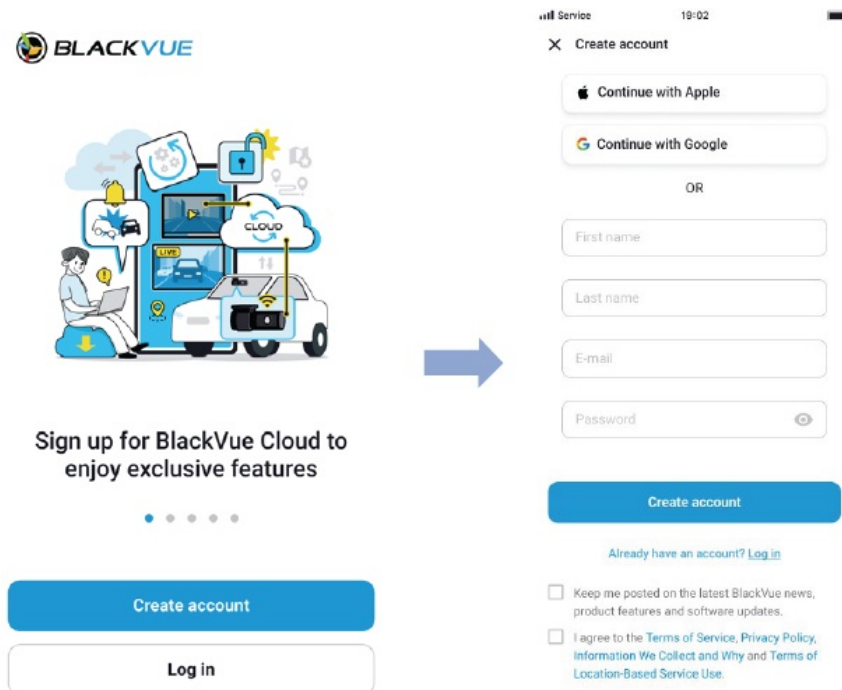 BLACKVUE
CLOUD
LIVE
Sign up for BlackVue Cloud to
enjoy exclusive features
Create account
Log in
Service
19:02
Create account
Continue with Apple
Continue with Google
OR
First name
Last name
E-mail
Password
Create account
Already have an account? Log in
Keep me posted on the latest BlackVue news,
product features and software updates.
I agree to the Terms of Service, Privacy Policy,
Information We Collect and Why and Terms of
Location-Based Service Use.